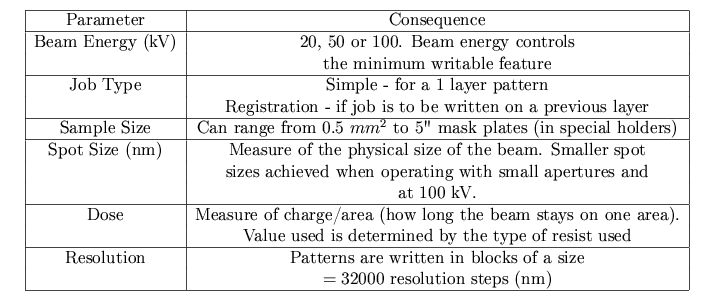 Parameter Consequence
Beam Energy (kV) 20, 50 or 100. Beam energy controls
the minimum writable feature
Job Type Simple - for a 1 layer pattern
Registration - if job is to be written on a previous layer
Sample Size Can range from 0.5 mm² to 5" mask plates (in special holders)
Spot Size (nm) Measure of the physical size of the beam. Smaller spot
sizes achieved when operating with small apertures and
at 100 kV.
Dose Measure of charge/area (how long the beam stays on one area).
Value used is determined by the type of resist used
Resolution Patterns are written in blocks of a size
= 32000 resolution steps (nm)